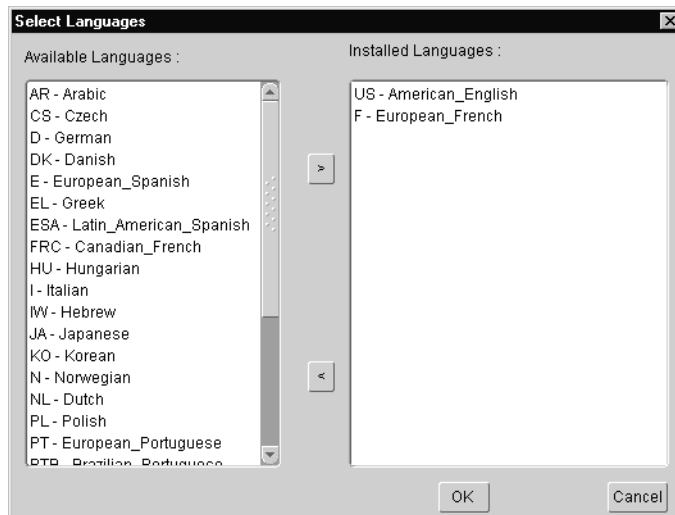 Select Languages
Available Languages :
Installed Languages :
AR - Arabic
CS - Czech
D - German
DK - Danish
E - European_Spanish
EL - Greek
ESA - Latin_American_Spanish
FRC - Canadian_French
HU - Hungarian
I - Italian
IW - Hebrew
JA - Japanese
KO - Korean
N - Norwegian
NL - Dutch
PL - Polish
PT - European_Portuguese
PTB - Brazilian_Portuguese
>
<
US - American_English
F - European_French
OK
Cancel